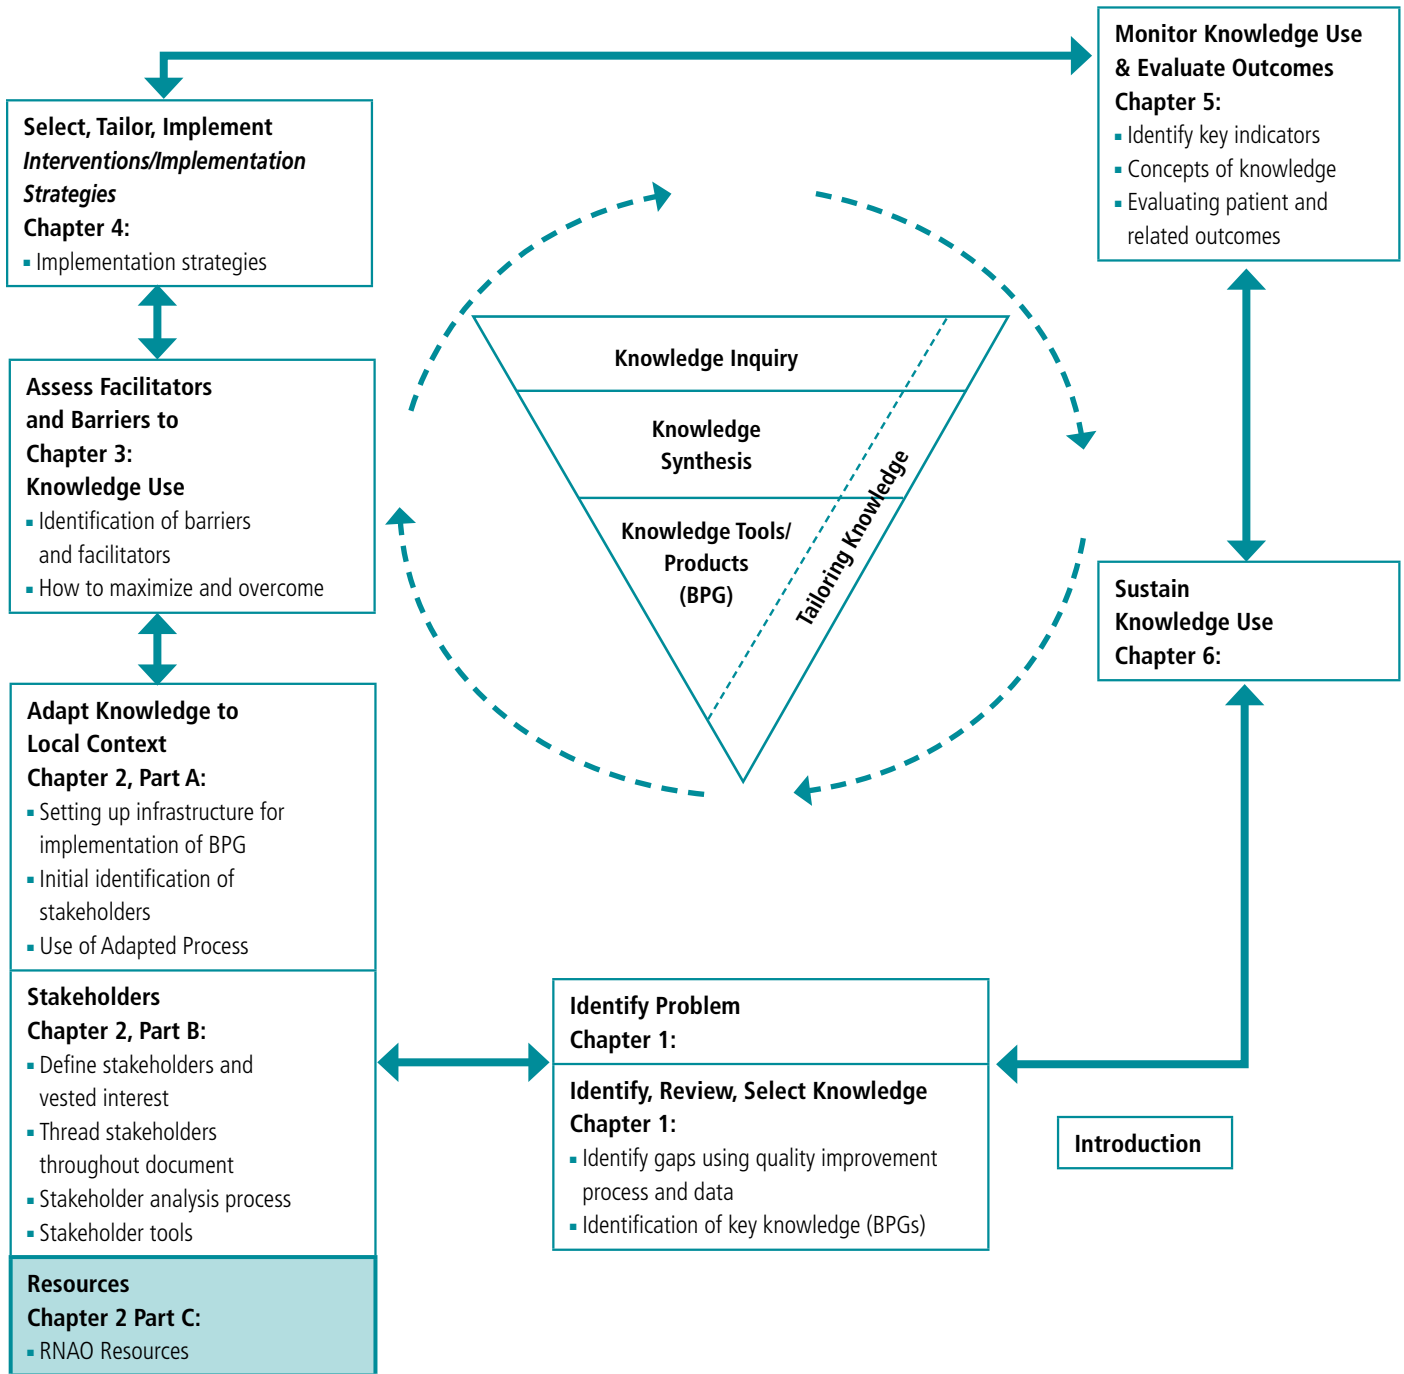 Monitor Knowledge Use
& Evaluate Outcomes
Chapter 5:
▪ Identify key indicators
▪ Concepts of knowledge
▪ Evaluating patient and
related outcomes
Select, Tailor, Implement
Interventions/Implementation
Strategies
Chapter 4:
▪ Implementation strategies
Knowledge Inquiry
Knowledge
Synthesis
Knowledge Tools/
Products
(BPG)
Tailoring Knowledge
Assess Facilitators
and Barriers to
Chapter 3:
Knowledge Use
▪ Identification of barriers
and facilitators
▪ How to maximize and overcome
Sustain
Knowledge Use
Chapter 6:
Adapt Knowledge to
Local Context
Chapter 2, Part A:
▪ Setting up infrastructure for
implementation of BPG
▪ Initial identification of
stakeholders
▪ Use of Adapted Process
Stakeholders
Chapter 2, Part B:
▪ Define stakeholders and
vested interest
▪ Thread stakeholders
throughout document
▪ Stakeholder analysis process
▪ Stakeholder tools
Resources
Chapter 2 Part C:
▪ RNAO Resources
Identify Problem
Chapter 1:
Identify, Review, Select Knowledge
Chapter 1:
▪ Identify gaps using quality improvement
process and data
▪ Identification of key knowledge (BPGs)
Introduction